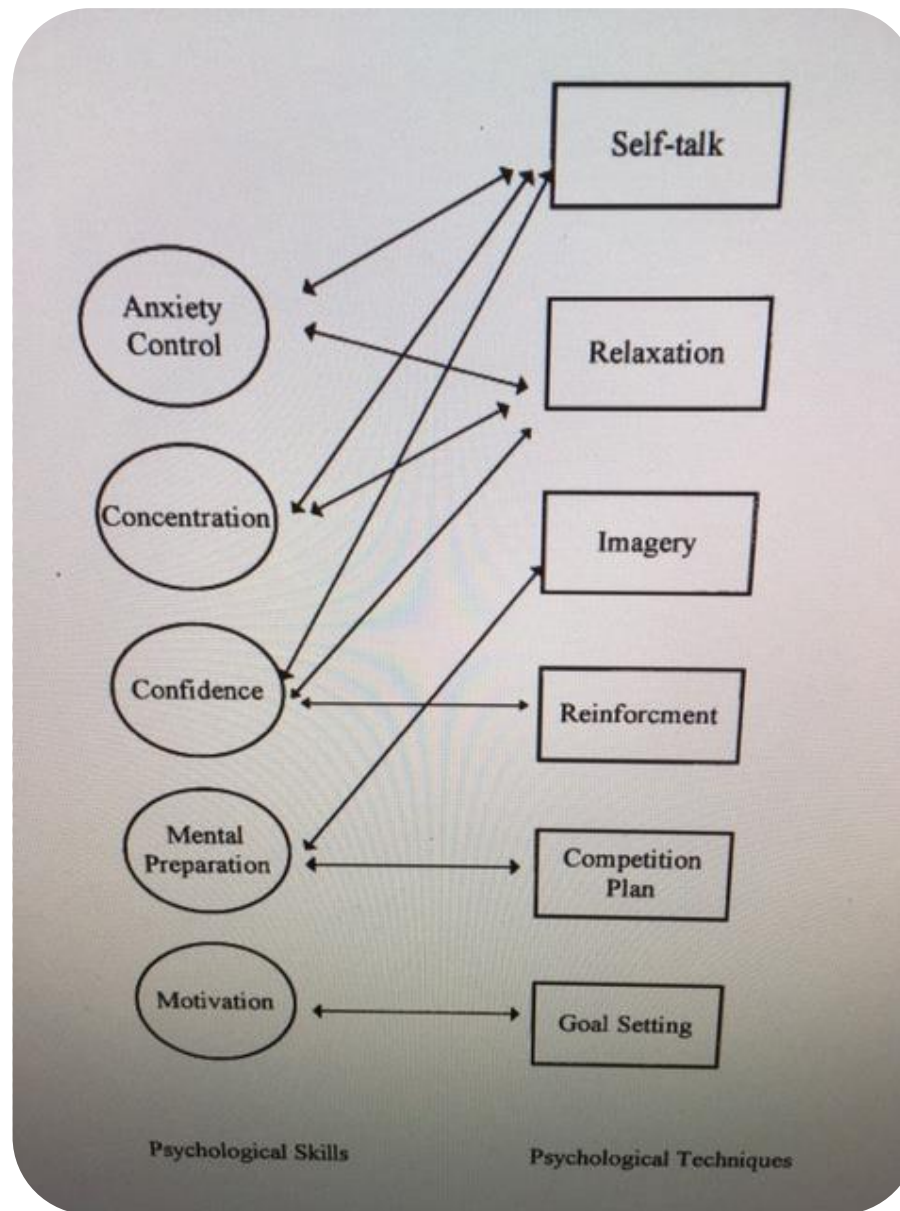 Self-talk
Anxiety
Control
Relaxation
Concentration
Imagery
Confidence
Reinforcment
Mental
Preparation
Competition
Plan
Motivation
Goal Setting
Psychological Skills
Psychological Techniques